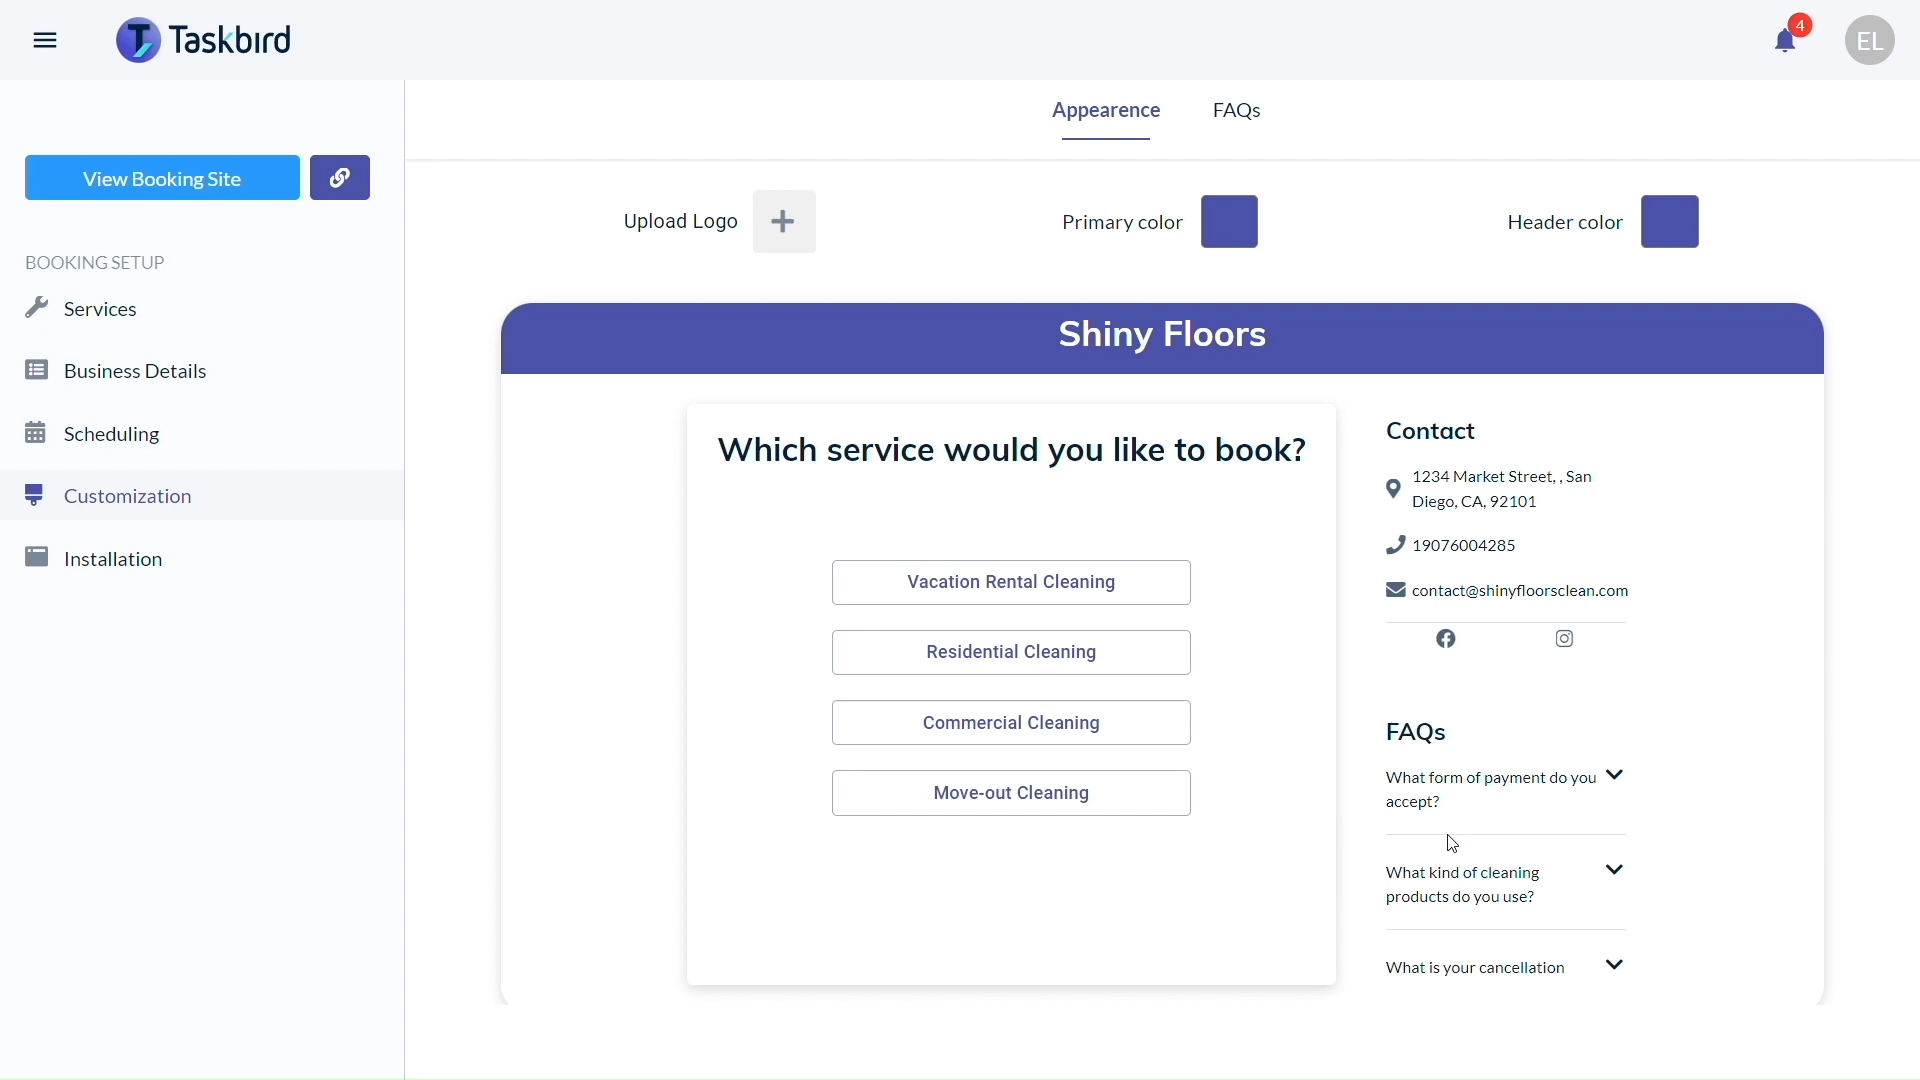 Taskbird
4
EL
Appearence
FAQs
View Booking Site
Upload Logo
Primary color
Header color
BOOKING SETUP
Services
Business Details
Scheduling
Customization
Installation
Shiny Floors
Which service would you like to book?
Vacation Rental Cleaning
Residential Cleaning
Commercial Cleaning
Move-out Cleaning
Contact
1234 Market Street, , San
Diego, CA, 92101
19076004285
contact@shinyfloorsclean.com
FAQs
What form of payment do you
accept?
What kind of cleaning
products do you use?
What is your cancellation